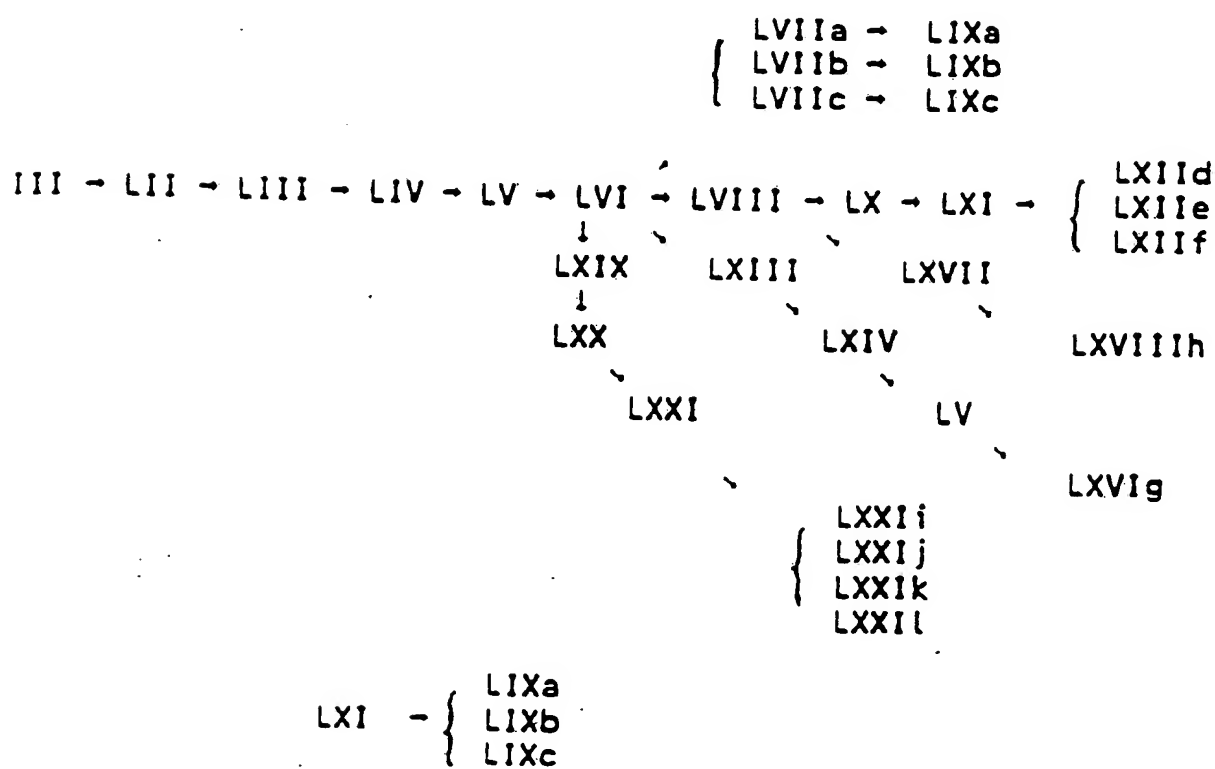 LVIIa → LIXa
LVIIb → LIXb
LVIIc → LIXc
III → LII → LIII → LIV → LV → LVI → LVIII → LX → LXI → { LXIId
LXIIe
LXIIf
LXIX LXIII LXVII
LXX LXIV LXVIIIh
LXXI LV
LXVIg
LXXIi
LXXIj
LXXIk
LXXIl
LIXa
LXI - { LIXb
LIXc